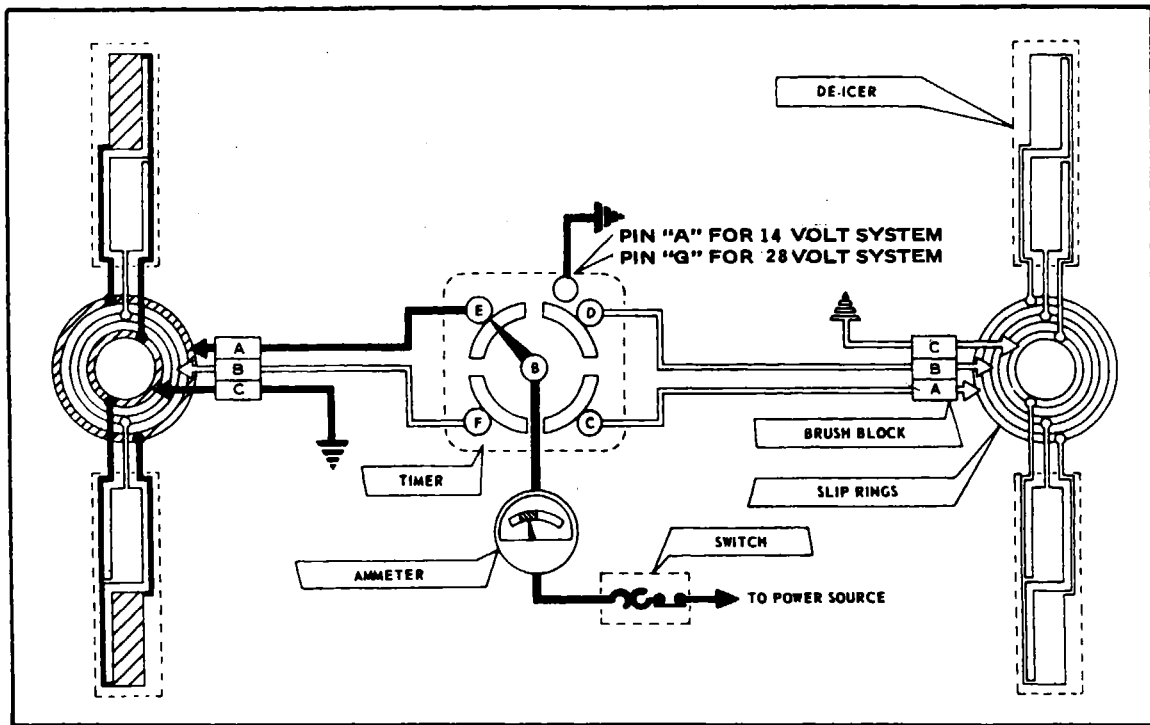 DE-ICER
PIN "A" FOR 14 VOLT SYSTEM
PIN "G" FOR 28 VOLT SYSTEM
E
D
A
B
C
B
C
B
A
F
C
BRUSH BLOCK
TIMER
SLIP RINGS
SWITCH
AMMETER
TO POWER SOURCE